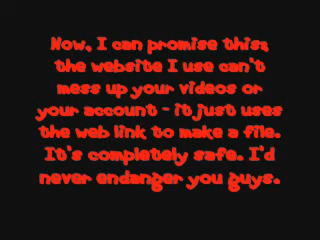 Now, I can promise this;
the website I use can't
mess up your videos or
your account - it just uses
the web link to make a file.
It's completely safe. I'd
never endanger you guys.